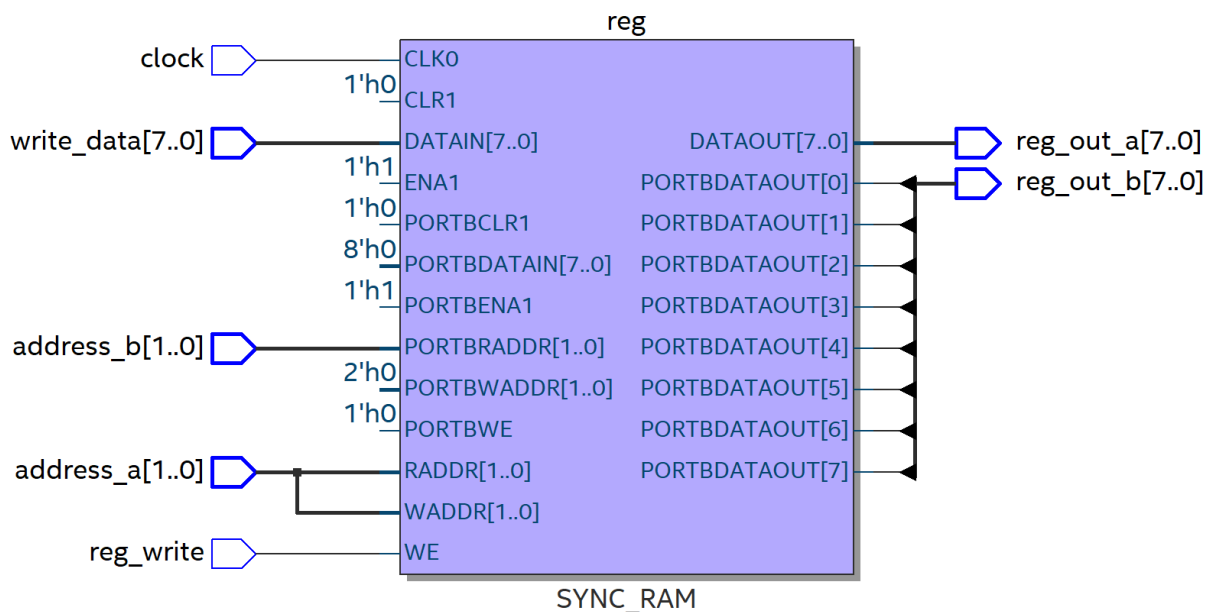 reg
clock
CLK0
1'h0
CLR1
write_data[7..0]
DATAIN[7..0]
DATAOUT[7..0]
reg_out_a[7..0]
1'h1
ENA1
PORTBDATAOUT[0]
reg_out_b[7..0]
1'h0
PORTBCLR1
PORTBDATAOUT[1]
8'h0
PORTBDATAIN[7..0]
PORTBDATAOUT[2]
1'h1
PORTBENA1
PORTBDATAOUT[3]
address_b[1..0]
PORTBRADDR[1..0]
PORTBDATAOUT[4]
2'h0
PORTBWADDR[1..0]
PORTBDATAOUT[5]
1'h0
PORTBWE
PORTBDATAOUT[6]
address_a[1..0]
RADDR[1..0]
PORTBDATAOUT[7]
WADDR[1..0]
reg_write
WE
SYNC_RAM